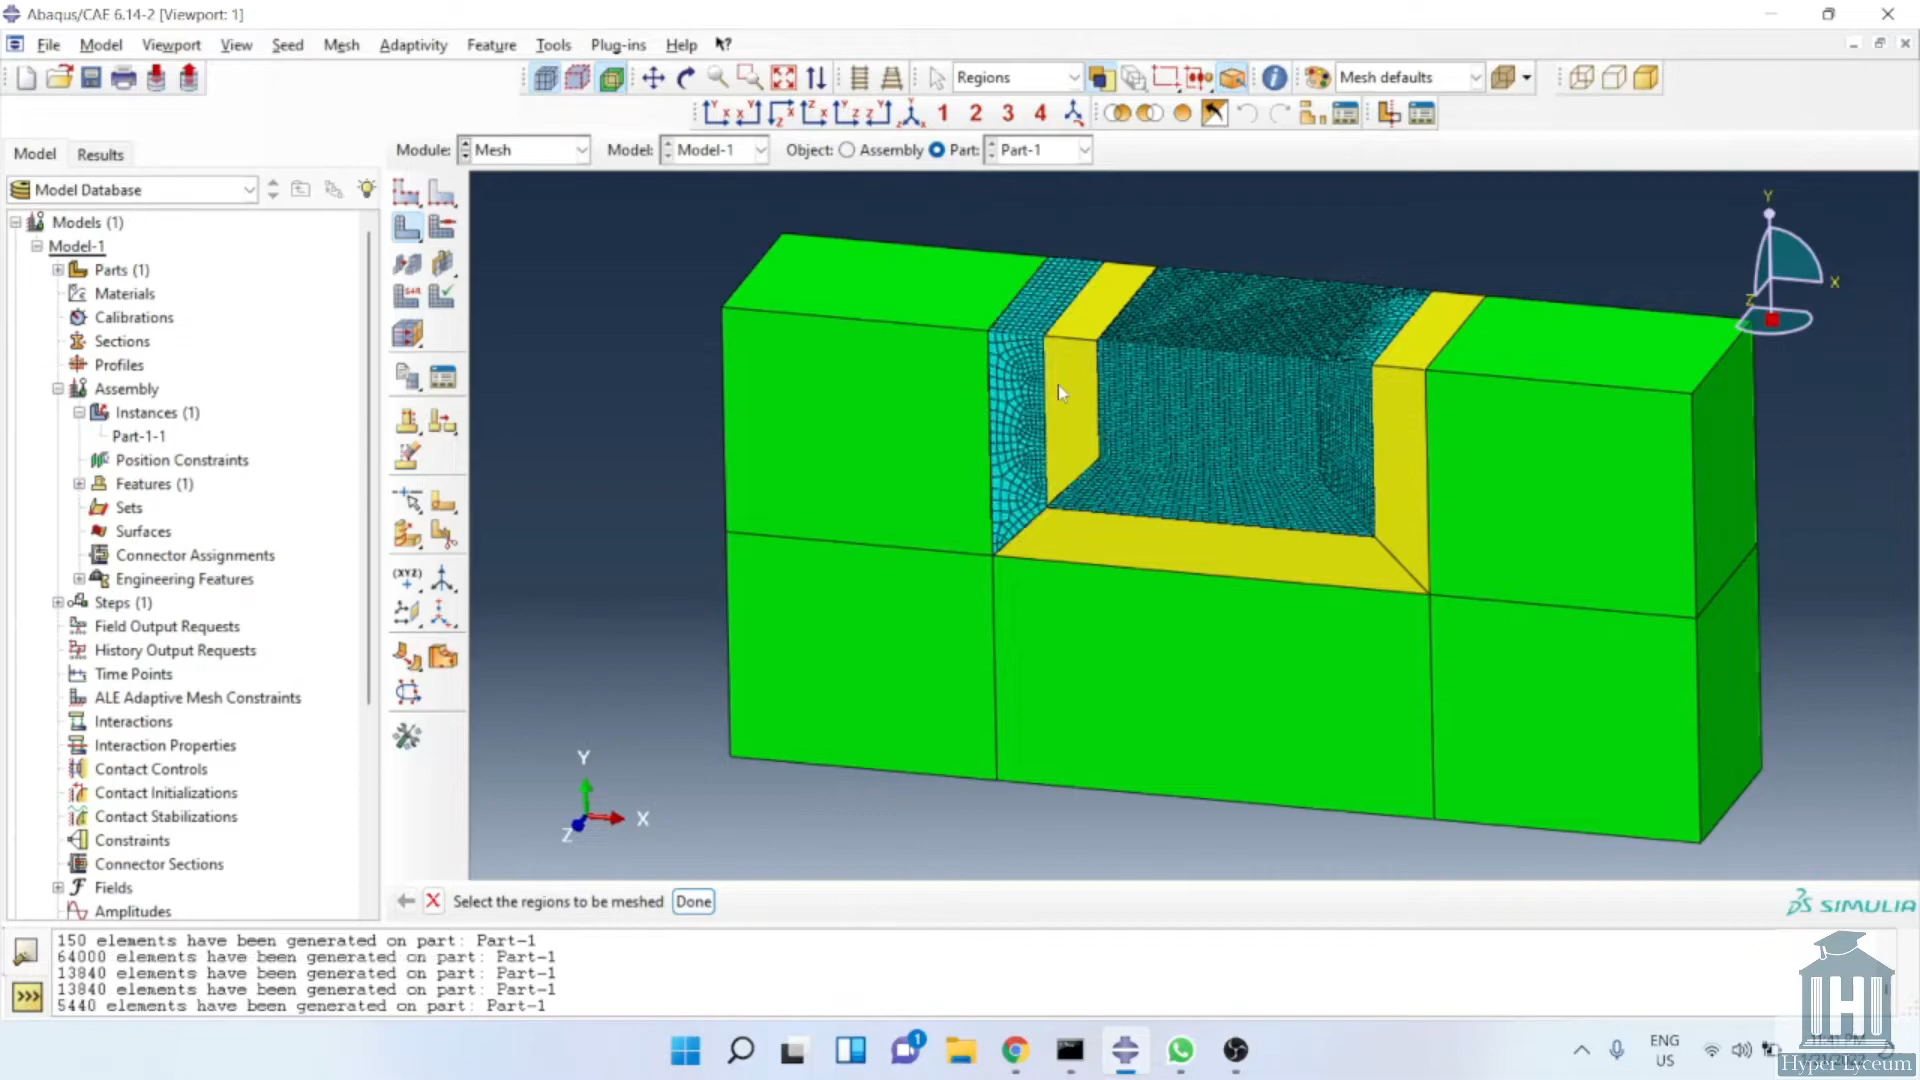 Abaqus/CAE 6.14-2 [Viewport: 1]
File Model Viewport View Seed Mesh Adaptivity Feature Tools Plug-ins Help
Regions
Mesh defaults
1 2 3 4
Model Results
Module: Mesh Model: Model-1 Object: Assembly Part: Part-1
Model Database
Models (1)
Model-1
Parts (1)
Materials
Calibrations
Sections
Profiles
Assembly
Instances (1)
Part-1-1
Position Constraints
Features (1)
Sets
Surfaces
Connector Assignments
Engineering Features
Steps (1)
Field Output Requests
History Output Requests
Time Points
ALE Adaptive Mesh Constraints
Interactions
Interaction Properties
Contact Controls
Contact Initializations
Contact Stabilizations
Constraints
Connector Sections
Fields
Amplitudes
(XYZ)
Y
X
Z
Y
X
Z
Select the regions to be meshed Done
SIMULIA
150 elements have been generated on part: Part-1
64000 elements have been generated on part: Part-1
13840 elements have been generated on part: Part-1
13840 elements have been generated on part: Part-1
5440 elements have been generated on part: Part-1
>>>
1
ENG
US
11:41 PM
Hyper Lyceum